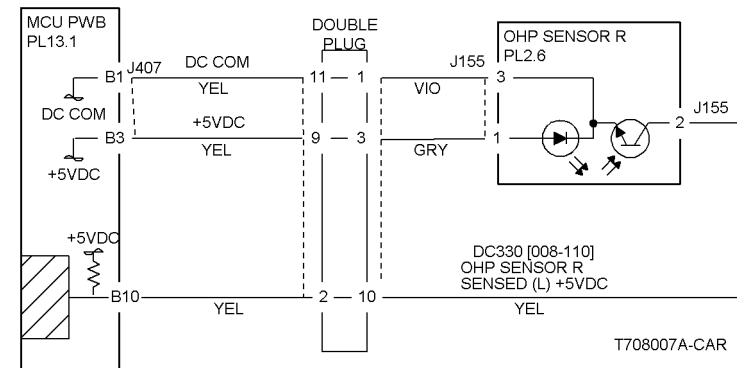 MCU PWB
PL13.1
DOUBLE
PLUG
OHP SENSOR R
PL2.6
B1 J407 DC COM 11 1 J155 3
YEL VIO
DC COM
B3 +5VDC 9 3 1 2 J155
YEL GRY
+5VDC
+5VDC
DC330 [008-110]
OHP SENSOR R
SENSED (L) +5VDC
B10 2 10
YEL YEL
T708007A-CAR